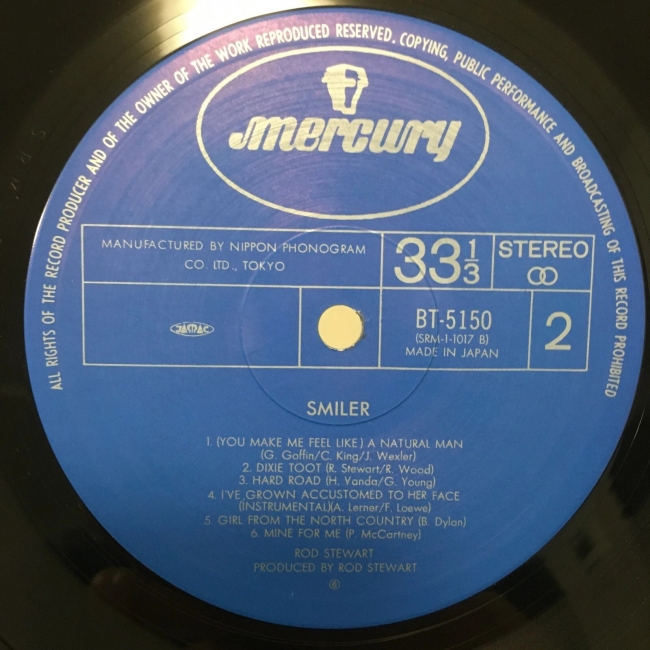 ALL RIGHTS OF THE RECORD PRODUCER AND OF THE OWNER OF THE WORK REPRODUCED RESERVED. COPYING, PUBLIC PERFORMANCE AND BROADCASTING OF THIS RECORD PROHIBITED
mercury
MANUFACTURED BY NIPPON PHONOGRAM
CO. LTD., TOKYO
33 1/3
STEREO
JASRAC
BT-5150
(SRM-1-1017 B)
MADE IN JAPAN
2
SMILER
1. (YOU MAKE ME FEEL LIKE) A NATURAL MAN
(G. Goffin/C. King/J. Wexler)
2. DIXIE TOOT (R. Stewart/R. Wood)
3. HARD ROAD (H. Vanda/G. Young)
4. I'VE GROWN ACCUSTOMED TO HER FACE
(INSTRUMENTAL)(A. Lerner/F. Loewe)
5. GIRL FROM THE NORTH COUNTRY (B. Dylan)
6. MINE FOR ME (P. McCartney)
ROD STEWART
PRODUCED BY ROD STEWART